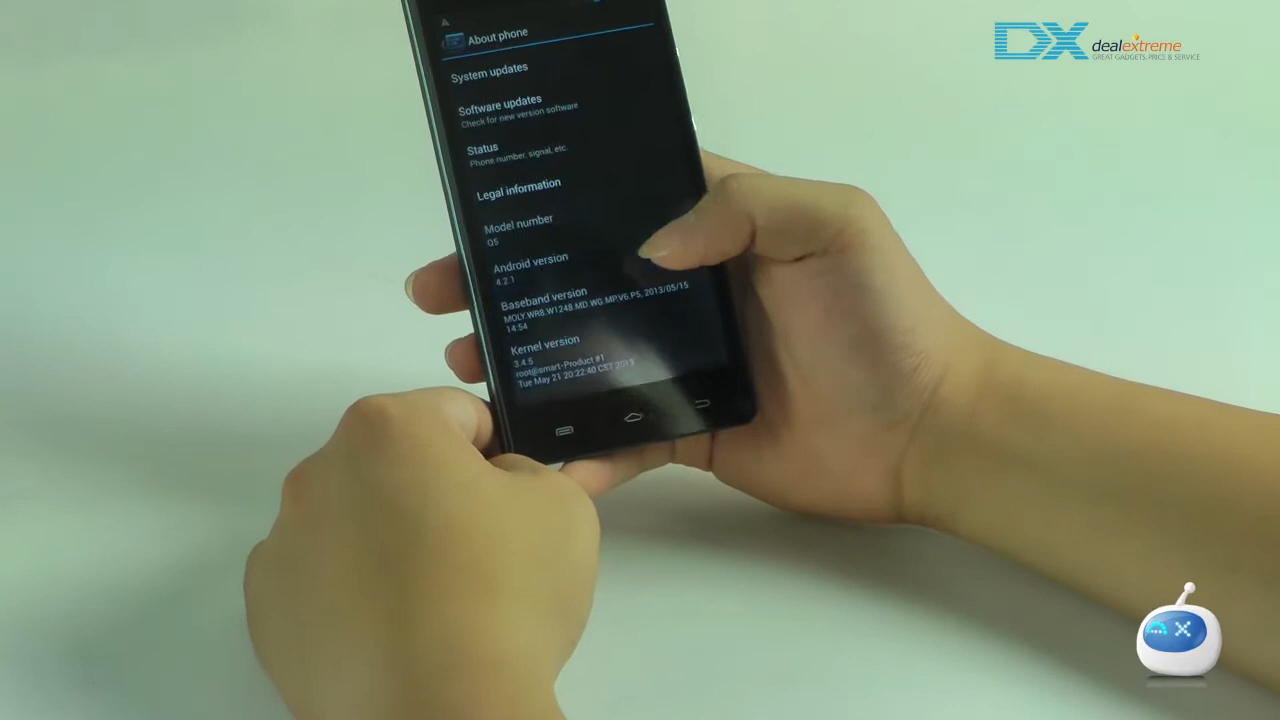 DX dealextreme
GREAT GADGETS, PRICE & SERVICE
About phone
System updates
Software updates
Check for new version software
Status
Phone number, signal, etc.
Legal information
Model number
Q5
Android version
4.2.1
Baseband version
MOLY.WR8.W1248.MD.WG.MP.V6.P5, 2013/05/15
14:54
Kernel version
3.4.5
root@smart-Product #1
Tue May 21 20:22:40 CST 2013
X